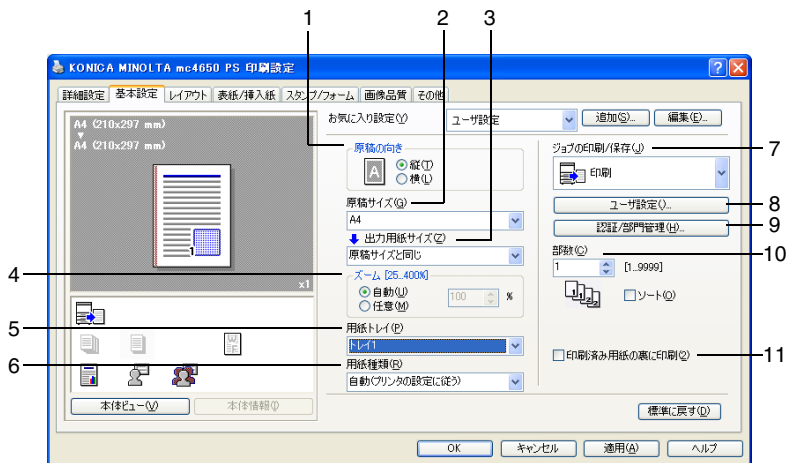 1 2 3
KONICA MINOLTA mc4650 PS 印刷設定
詳細設定 基本設定 レイアウト 表紙/挿入紙 スタンプ/フォーム 画像品質 その他
A4 (210x297 mm)
A4 (210x297 mm)
1
x1
本体ビュー(V) 本体情報(I)
お気に入り設定(Y) ユーザ設定 追加(S)... 編集(E)...
原稿の向き
A
縦(T)
横(L)
原稿サイズ(G)
A4
出力用紙サイズ(Z)
原稿サイズと同じ
4
ズーム [25..400%]
自動(U)
任意(M)
100 %
5
用紙トレイ(P)
トレイ1
6
用紙種類(R)
自動(プリンタの設定に従う)
ジョブの印刷/保存(J)
7
印刷
ユーザ設定()...
8
認証/部門管理(H)...
9
部数(C)
10
1 [1..9999]
1 1 2 2
ソート(O)
印刷済み用紙の裏に印刷(2)
11
標準に戻す(D)
OK キャンセル 適用(A) ヘルプ